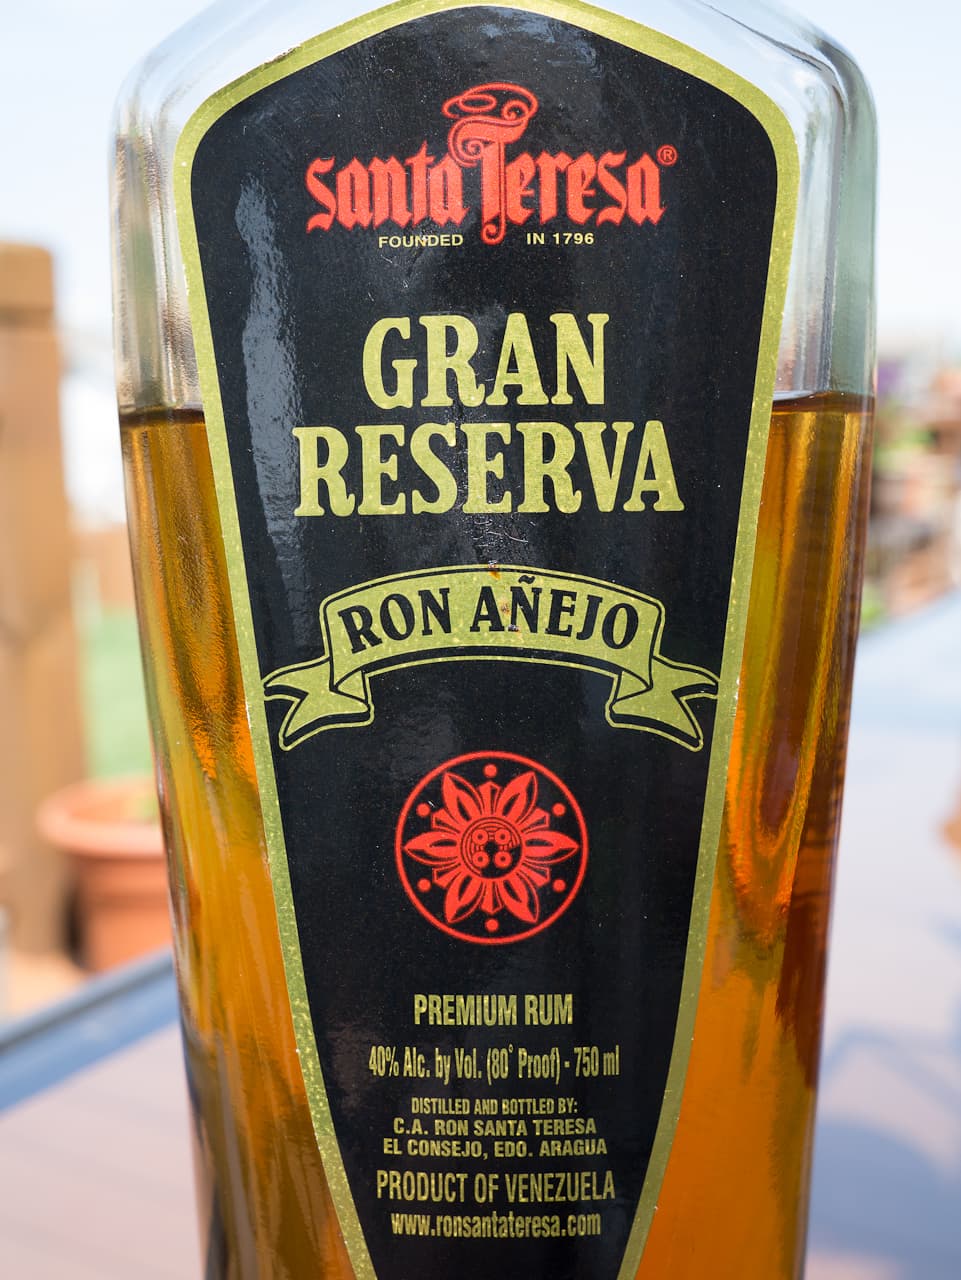 Santa Teresa®
FOUNDED IN 1796
GRAN
RESERVA
RON AÑEJO
PREMIUM RUM
40% Alc. by Vol. (80° Proof) - 750 ml
DISTILLED AND BOTTLED BY:
C.A. RON SANTA TERESA
EL CONSEJO, EDO. ARAGUA
PRODUCT OF VENEZUELA
www.ronsantateresa.com